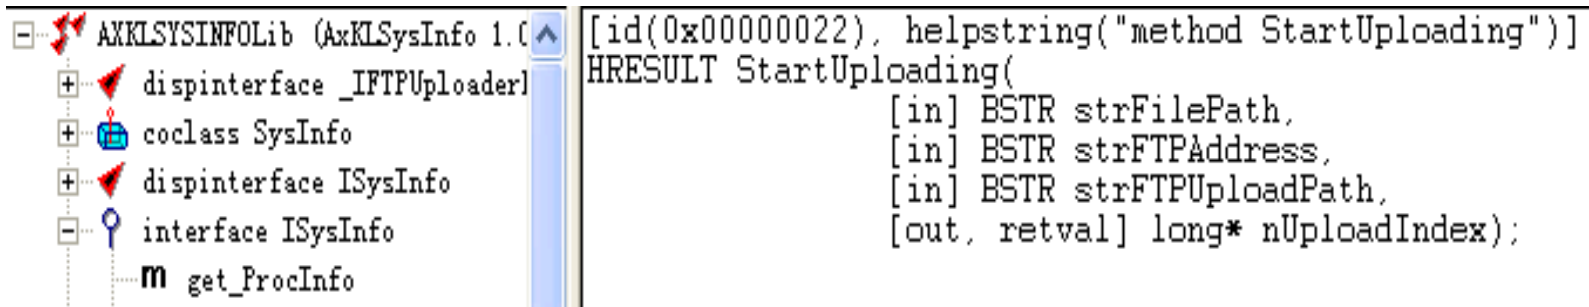 AXKLSYSINFOLib (AxKLSysInfo 1.0
dispinterface _IFTPUploader
coclass SysInfo
dispinterface ISysInfo
interface ISysInfo
m get_ProcInfo
[id(0x00000022), helpstring("method StartUploading")]
HRESULT StartUploading(
[in] BSTR strFilePath,
[in] BSTR strFTPAddress,
[in] BSTR strFTPUploadPath,
[out, retval] long* nUploadIndex);